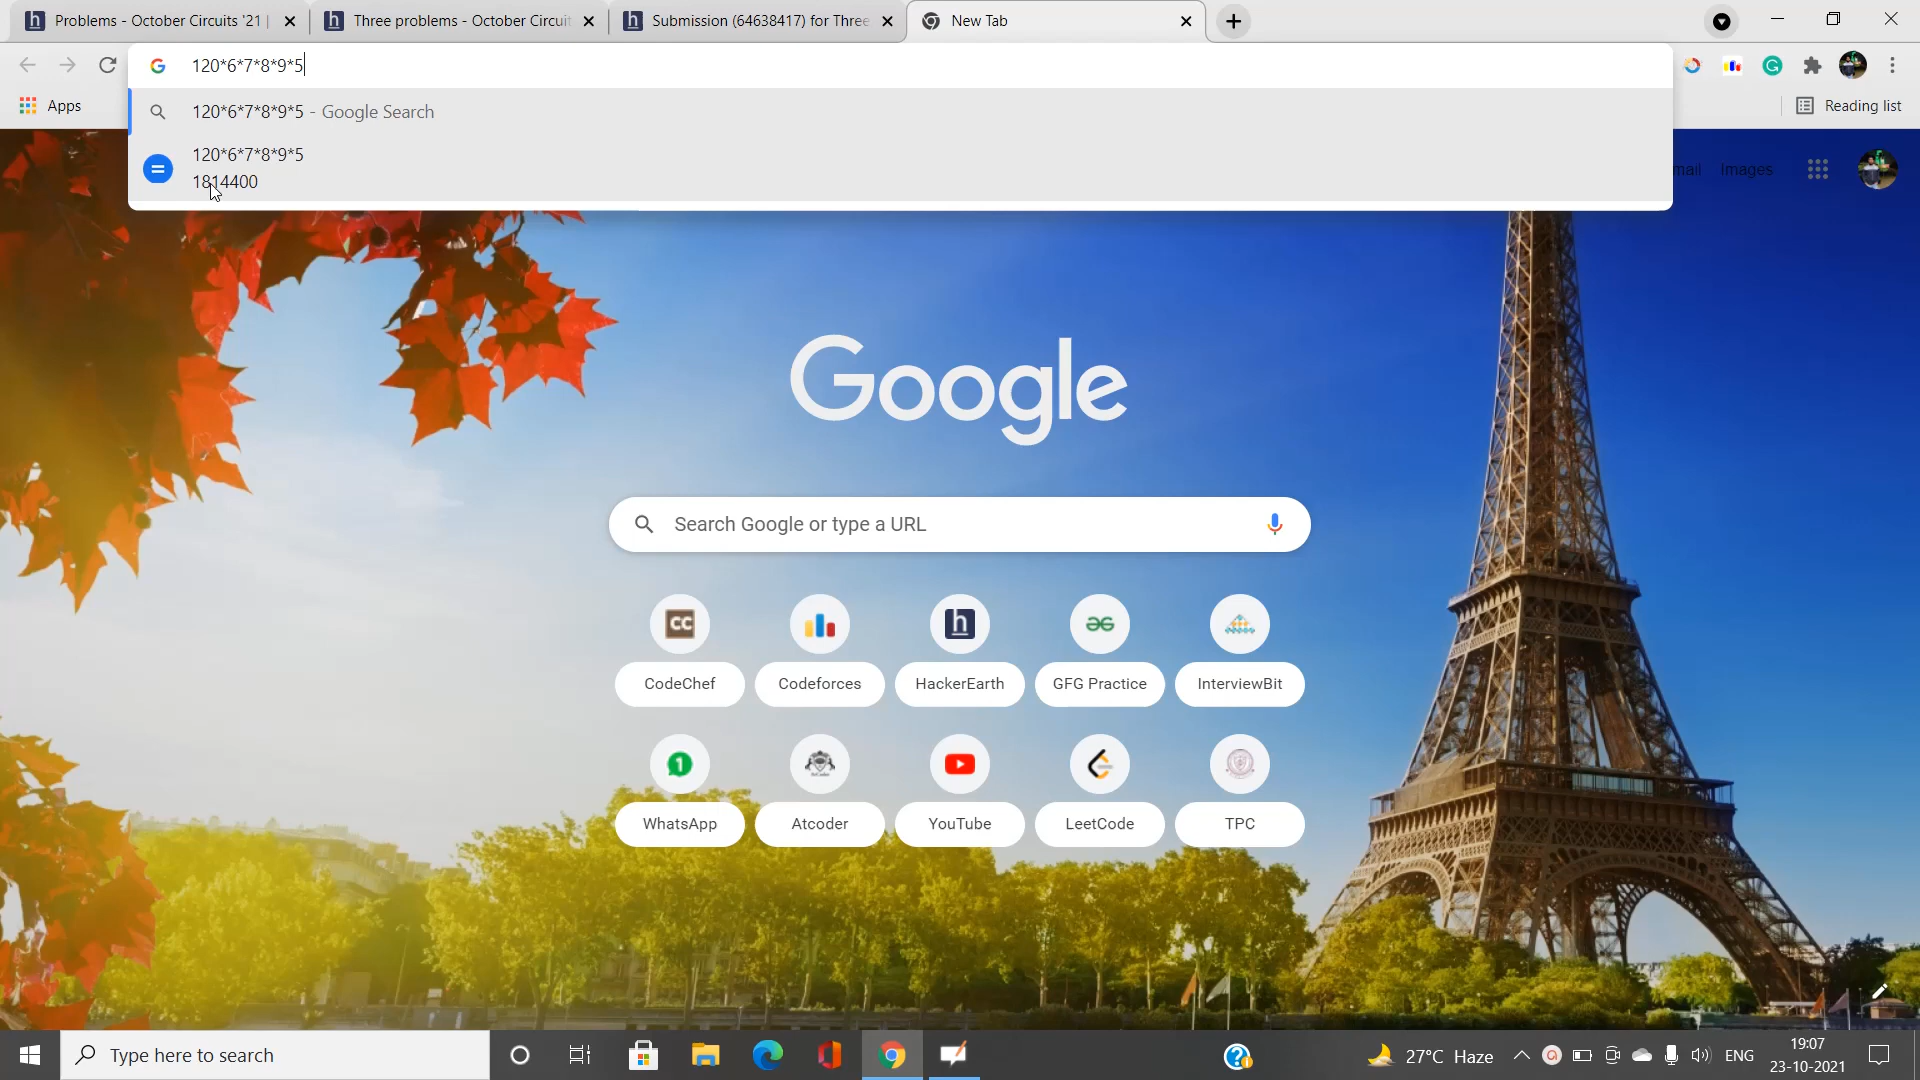 Problems - October Circuits '21 |
Three problems - October Circuit
Submission (64638417) for Three
New Tab
120*6*7*8*9*5
Apps
Reading list
120*6*7*8*9*5 - Google Search
120*6*7*8*9*5
1814400
mail Images
Google
Search Google or type a URL
CC
CodeChef
Codeforces
h
HackerEarth
GFG Practice
InterviewBit
1
WhatsApp
Atcoder
YouTube
LeetCode
TPC
Type here to search
27°C Haze
ENG
19:07
23-10-2021